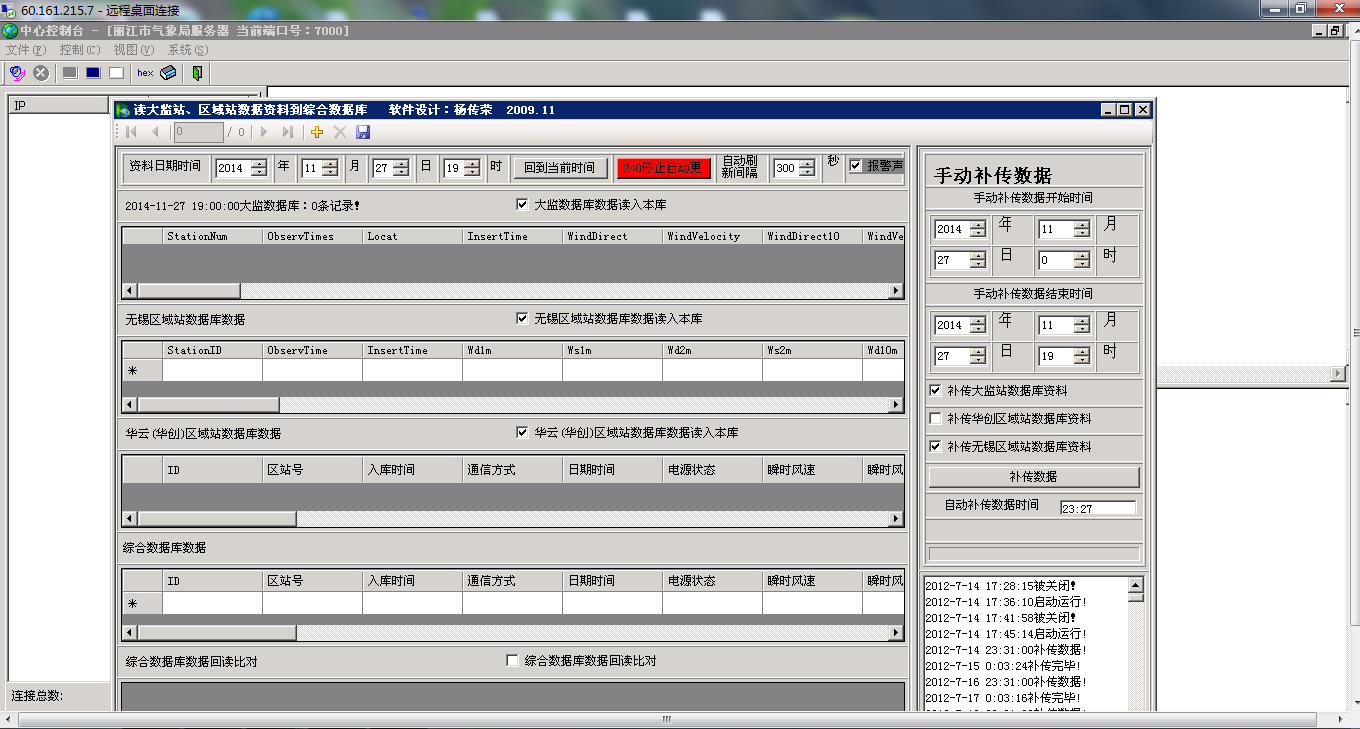 60.161.215.7 - 远程桌面连接
中心控制台 - [丽江市气象局服务器 当前端口号：7000]
文件(F) 控制(C) 视图(V) 系统(S)
hex
IP
读大监站、区域站数据资料到综合数据库 软件设计：杨传荣 2009.11
0 / 0
资料日期时间 2014 年 11 月 27 日 19 时 回到当前时间 240停止自动更 自动刷新间隔 300 秒 报警声
2014-11-27 19:00:00大监数据库：0条记录! 大监数据库数据读入本库
StationNum ObservTimes Locat InsertTime WindDirect WindVelocity WindDirect10 WindVe
无锡区域站数据库数据 无锡区域站数据库数据读入本库
StationID ObservTime InsertTime Wd1m Ws1m Wd2m Ws2m Wd10m
*
华云(华创)区域站数据库数据 华云(华创)区域站数据库数据读入本库
ID 区站号 入库时间 通信方式 日期时间 电源状态 瞬时风速 瞬时风
综合数据库数据
ID 区站号 入库时间 通信方式 日期时间 电源状态 瞬时风速 瞬时风
*
综合数据库数据回读比对 综合数据库数据回读比对
连接总数:
手动补传数据
手动补传数据开始时间
2014 年 11 月
27 日 0 时
手动补传数据结束时间
2014 年 11 月
27 日 19 时
补传大监站数据库资料
补传华创区域站数据库资料
补传无锡区域站数据库资料
补传数据
自动补传数据时间 23:27
2012-7-14 17:28:15被关闭!
2012-7-14 17:36:10启动运行!
2012-7-14 17:41:58被关闭!
2012-7-14 17:45:14启动运行!
2012-7-14 23:31:00补传数据!
2012-7-15 0:03:24补传完毕!
2012-7-16 23:31:00补传数据!
2012-7-17 0:03:16补传完毕!